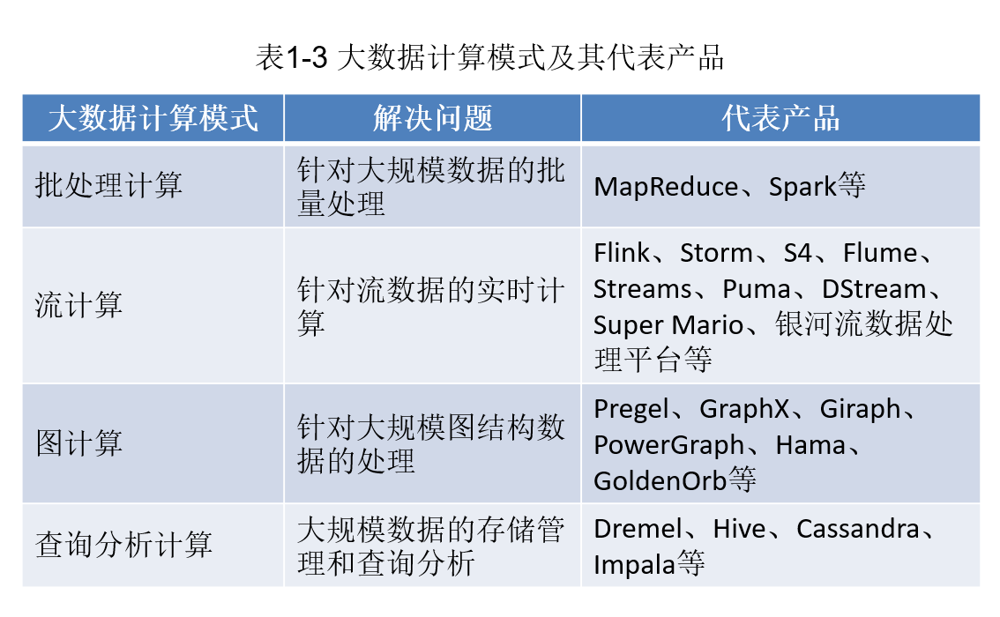 表1-3 大数据计算模式及其代表产品
大数据计算模式
解决问题
代表产品
批处理计算
针对大规模数据的批
量处理
MapReduce、Spark等
流计算
针对流数据的实时计
算
Flink、Storm、S4、Flume、
Streams、Puma、DStream、
Super Mario、银河流数据处
理平台等
图计算
针对大规模图结构数
据的处理
Pregel、GraphX、Giraph、
PowerGraph、Hama、
GoldenOrb等
查询分析计算
大规模数据的存储管
理和查询分析
Dremel、Hive、Cassandra、
Impala等